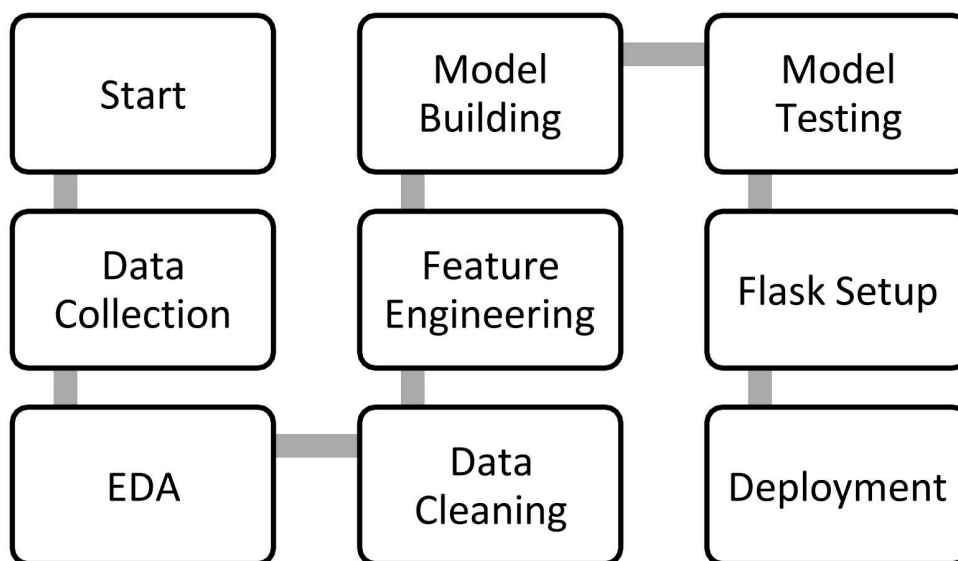 Start
Data
Collection
EDA
Data
Cleaning
Feature
Engineering
Model
Building
Model
Testing
Flask Setup
Deployment